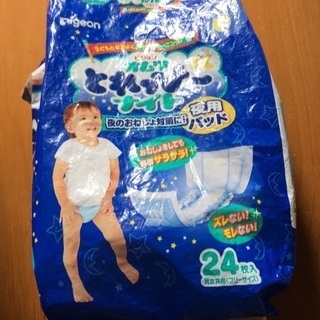 Pigeon
ピジョン
とれっぴー
ナイト
夜のおねしょ対策に!
夜用
パッド
おねしょをしても
サラサラ!
ズレない!
モレない!
24枚入
男女共用(フリーサイズ)